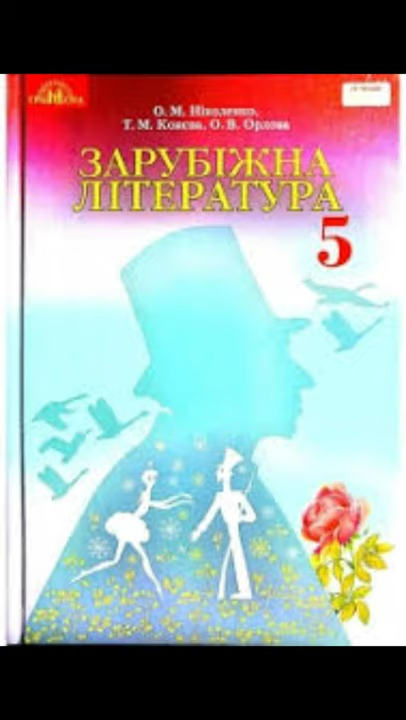 О. М. Ніколенко,
Т. М. Конєва, О. В. Орлова
ЗАРУБІЖНА
ЛІТЕРАТУРА
5